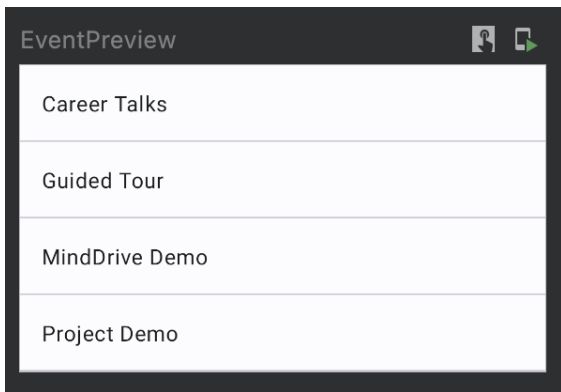 EventPreview
Career Talks
Guided Tour
MindDrive Demo
Project Demo